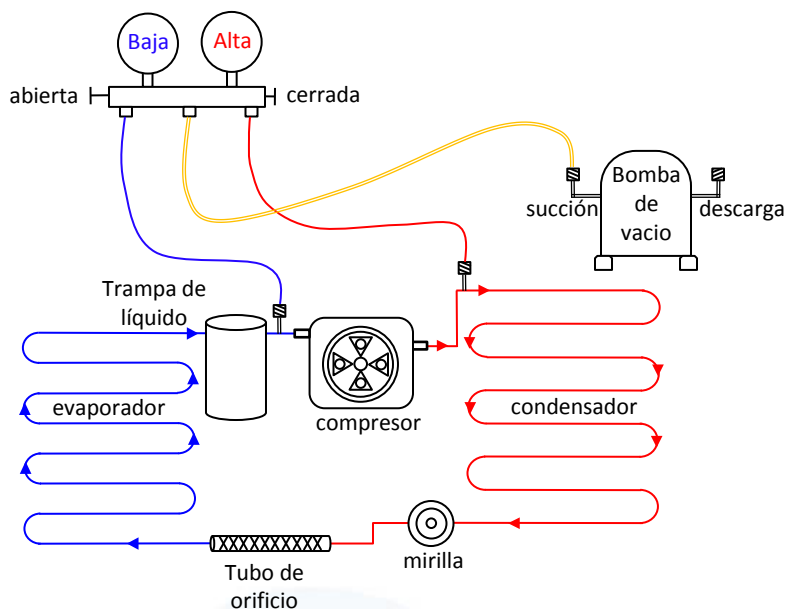 Baja
Alta
abierta
cerrada
Bomba
de
vacio
succión
descarga
Trampa de
líquido
evaporador
compresor
condensador
mirilla
Tubo de
orificio